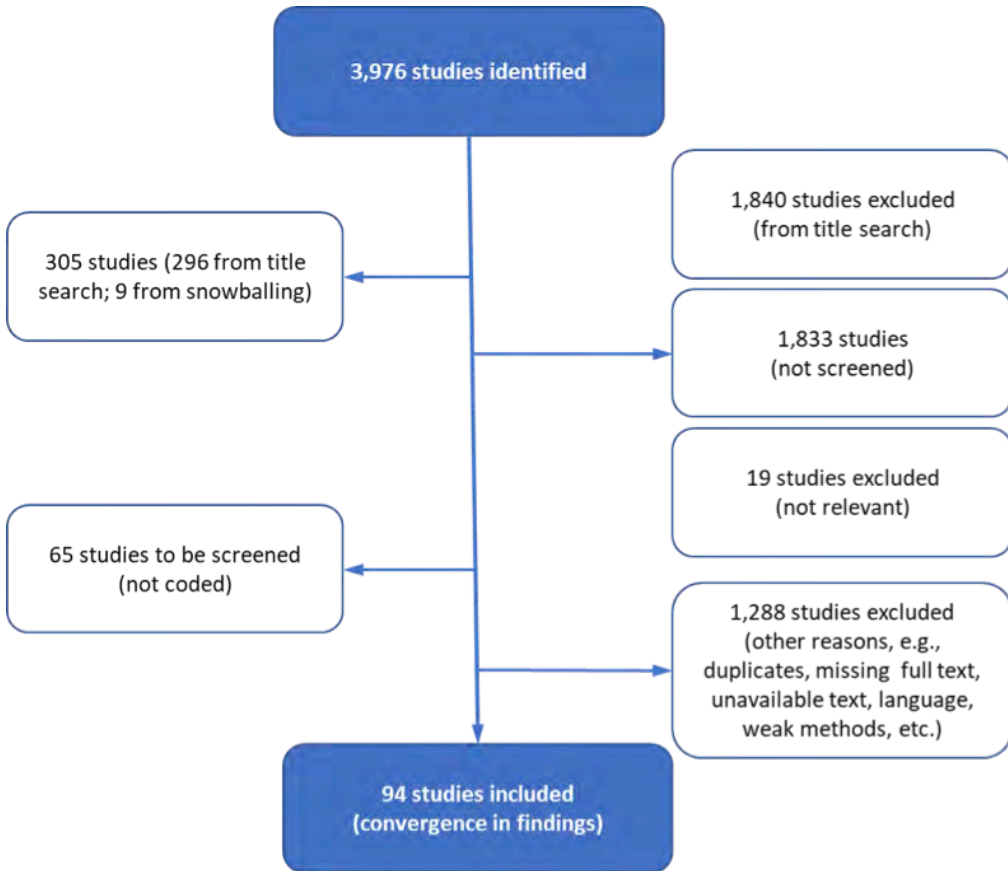 3,976 studies identified
1,840 studies excluded
(from title search)
305 studies (296 from title
search; 9 from snowballing)
1,833 studies
(not screened)
19 studies excluded
(not relevant)
65 studies to be screened
(not coded)
1,288 studies excluded
(other reasons, e.g.,
duplicates, missing full text,
unavailable text, language,
weak methods, etc.)
94 studies included
(convergence in findings)